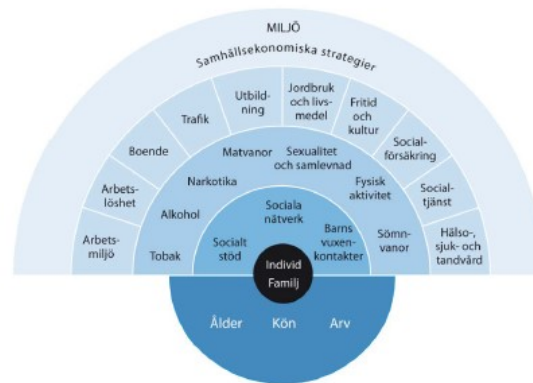 MILJÖ
Samhällsekonomiska strategier
Arbets-
miljö
Arbets-
löshet
Boende
Trafik
Utbild-
ning
Jordbruk
och livs-
medel
Fritid
och
kultur
Social-
försäkring
Social-
tjänst
Hälso-,
sjuk- och
tandvård
Tobak
Alkohol
Narkotika
Matvanor
Sexualitet
och samlevnad
Fysisk
aktivitet
Sömn-
vanor
Socialt
stöd
Sociala
nätverk
Barns
vuxen-
kontakter
Individ
Familj
Ålder Kön Arv